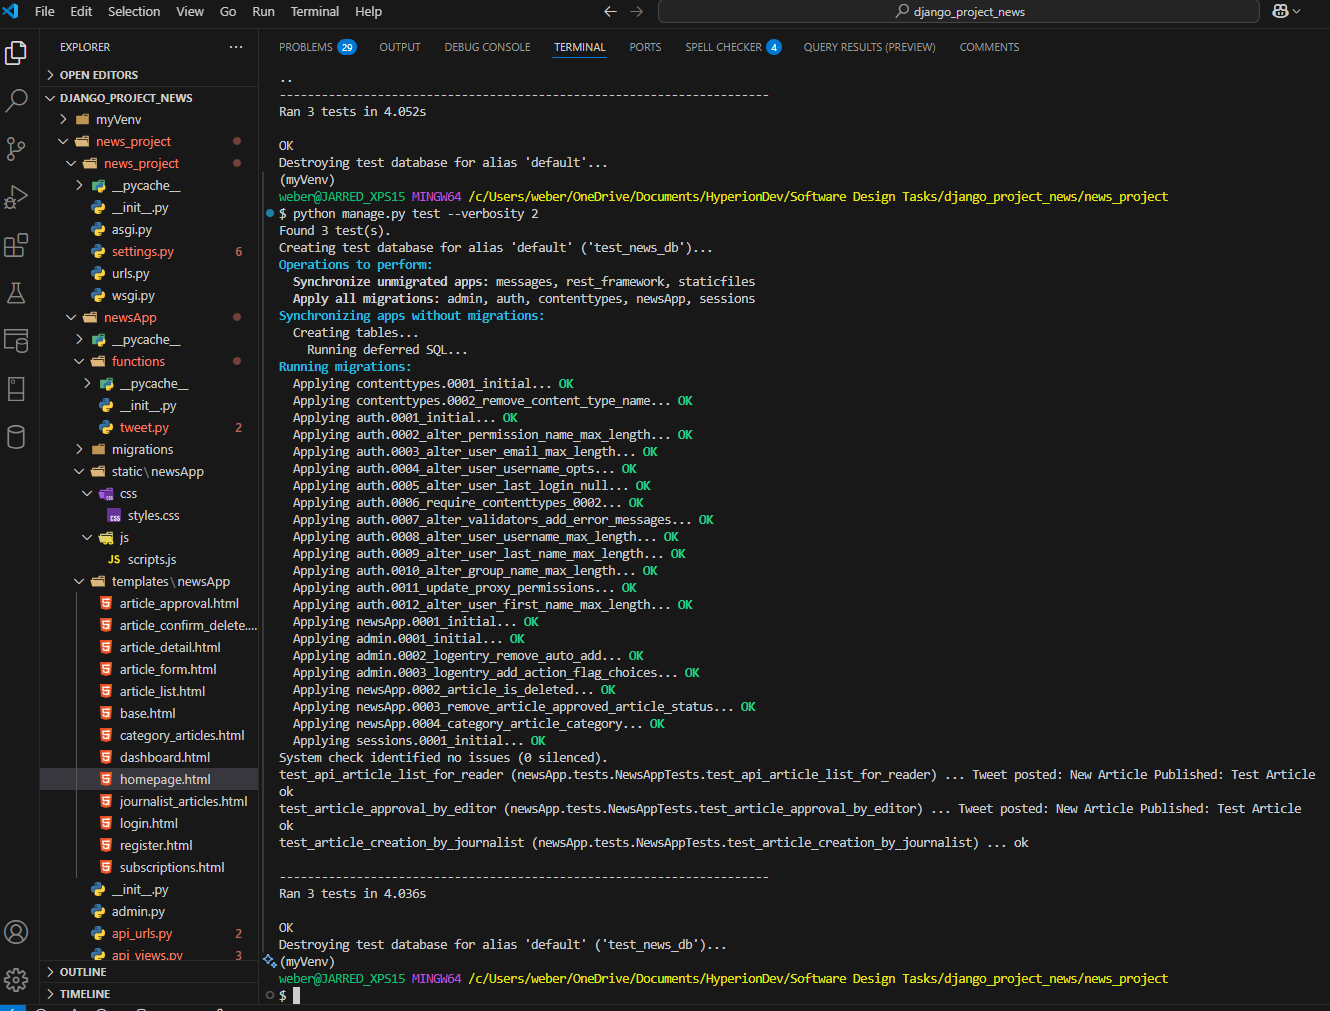 File Edit Selection View Go Run Terminal Help
django_project_news
EXPLORER
OPEN EDITORS
DJANGO_PROJECT_NEWS
myVenv
news_project
news_project
__pycache__
__init__.py
asgi.py
settings.py 6
urls.py
wsgi.py
newsApp
__pycache__
functions
__pycache__
__init__.py
tweet.py 2
migrations
static\newsApp
css
styles.css
js
JS scripts.js
templates\newsApp
article_approval.html
article_confirm_delete....
article_detail.html
article_form.html
article_list.html
base.html
category_articles.html
dashboard.html
homepage.html
journalist_articles.html
login.html
register.html
subscriptions.html
__init__.py
admin.py
api_urls.py 2
api_views.py 3
OUTLINE
TIMELINE
PROBLEMS 29 OUTPUT DEBUG CONSOLE TERMINAL PORTS SPELL CHECKER 4 QUERY RESULTS (PREVIEW) COMMENTS
..
----------------------------------------------------------------------
Ran 3 tests in 4.052s
OK
Destroying test database for alias 'default'...
(myVenv)
weber@JARRED_XPS15 MINGW64 /c/Users/weber/OneDrive/Documents/HyperionDev/Software Design Tasks/django_project_news/news_project
$ python manage.py test --verbosity 2
Found 3 test(s).
Creating test database for alias 'default' ('test_news_db')...
Operations to perform:
Synchronize unmigrated apps: messages, rest_framework, staticfiles
Apply all migrations: admin, auth, contenttypes, newsApp, sessions
Synchronizing apps without migrations:
Creating tables...
Running deferred SQL...
Running migrations:
Applying contenttypes.0001_initial... OK
Applying contenttypes.0002_remove_content_type_name... OK
Applying auth.0001_initial... OK
Applying auth.0002_alter_permission_name_max_length... OK
Applying auth.0003_alter_user_email_max_length... OK
Applying auth.0004_alter_user_username_opts... OK
Applying auth.0005_alter_user_last_login_null... OK
Applying auth.0006_require_contenttypes_0002... OK
Applying auth.0007_alter_validators_add_error_messages... OK
Applying auth.0008_alter_user_username_max_length... OK
Applying auth.0009_alter_user_last_name_max_length... OK
Applying auth.0010_alter_group_name_max_length... OK
Applying auth.0011_update_proxy_permissions... OK
Applying auth.0012_alter_user_first_name_max_length... OK
Applying newsApp.0001_initial... OK
Applying admin.0001_initial... OK
Applying admin.0002_logentry_remove_auto_add... OK
Applying admin.0003_logentry_add_action_flag_choices... OK
Applying newsApp.0002_article_is_deleted... OK
Applying newsApp.0003_remove_article_approved_article_status... OK
Applying newsApp.0004_category_article_category... OK
Applying sessions.0001_initial... OK
System check identified no issues (0 silenced).
test_api_article_list_for_reader (newsApp.tests.NewsAppTests.test_api_article_list_for_reader) ... Tweet posted: New Article Published: Test Article
ok
test_article_approval_by_editor (newsApp.tests.NewsAppTests.test_article_approval_by_editor) ... Tweet posted: New Article Published: Test Article
ok
test_article_creation_by_journalist (newsApp.tests.NewsAppTests.test_article_creation_by_journalist) ... ok
----------------------------------------------------------------------
Ran 3 tests in 4.036s
OK
Destroying test database for alias 'default' ('test_news_db')...
(myVenv)
weber@JARRED_XPS15 MINGW64 /c/Users/weber/OneDrive/Documents/HyperionDev/Software Design Tasks/django_project_news/news_project
$